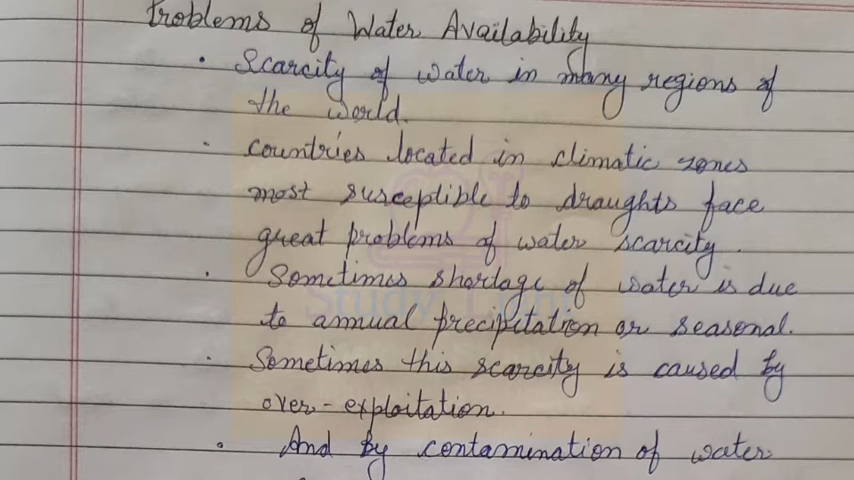 Problems of Water Availability
• Scarcity of water in many regions of
the world.
• countries located in climatic zones
most susceptible to draughts face
great problems of water scarcity.
• Sometimes shortage of water is due
to annual precipitation or seasonal.
• Sometimes this scarcity is caused by
over-exploitation.
• And by contamination of water